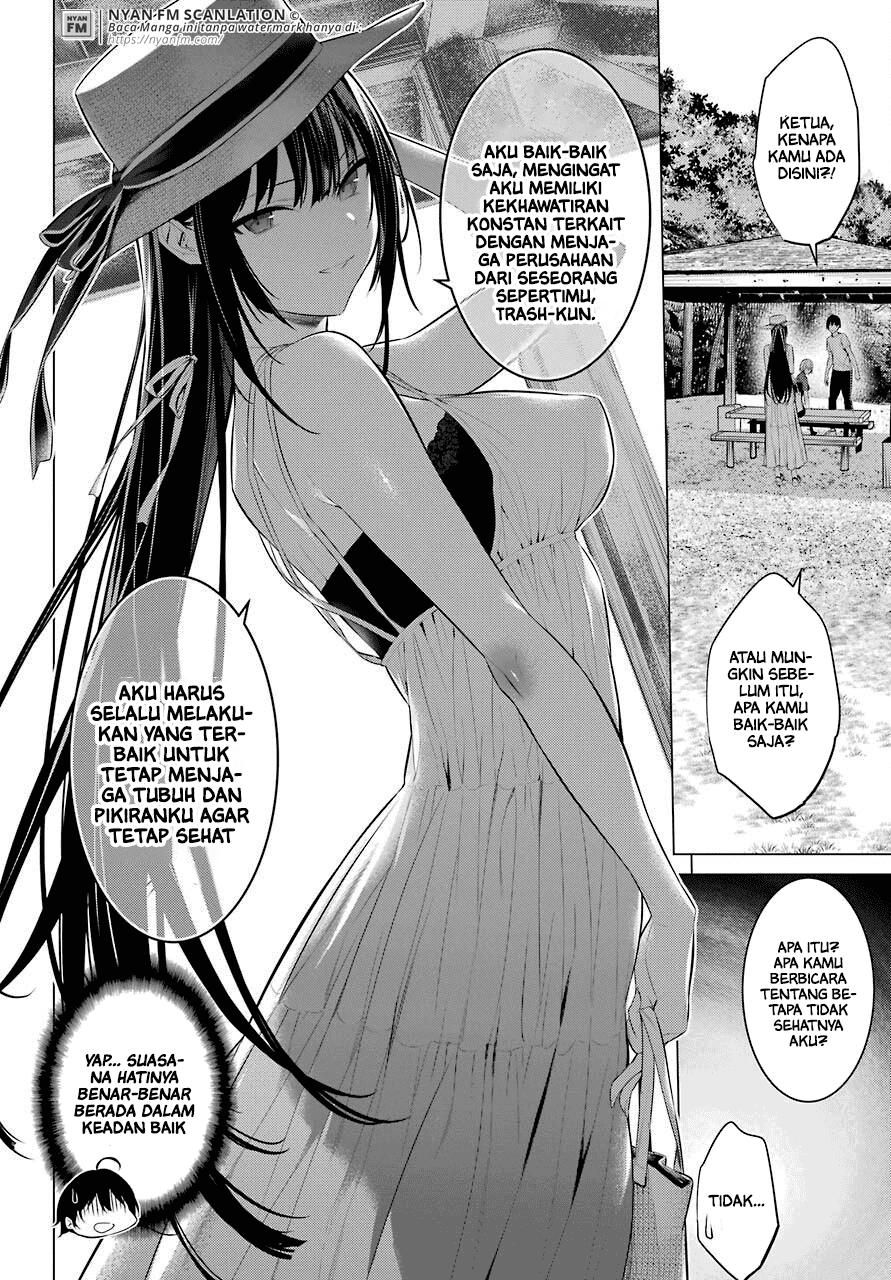 NYAN FM
NYAN FM SCANLATION ©
Baca Manga ini tanpa watermark hanya di :
https://nyanfm.com/
KETUA,
KENAPA
KAMU ADA
DISINI?!
ATAU MUNG-
KIN SEBE-
LUM ITU,
APA KAMU
BAIK-BAIK
SAJA?
APA ITU?
APA KAMU
BERBICARA
TENTANG BE-
TAPA TIDAK
SEHATNYA
AKU?
TIDAK...
AKU BAIK-BAIK
SAJA, MENGINGAT
AKU MEMILIKI
KEKHAWATIRAN
KONSTAN TERKAIT
DENGAN MENJA-
GA PERUSAHAAN
DARI SESEORANG
SEPERTIMU,
TRASH-KUN.
AKU HARUS
SELALU MELAKU-
KAN YANG TER-
BAIK UNTUK
TETAP MENJA-
GA TUBUH DAN
PIKIRANKU AGAR
TETAP SEHAT
YAP... SUASA-
NA HATINYA
BENAR-BENAR
BERADA DALAM
KEADAN BAIK